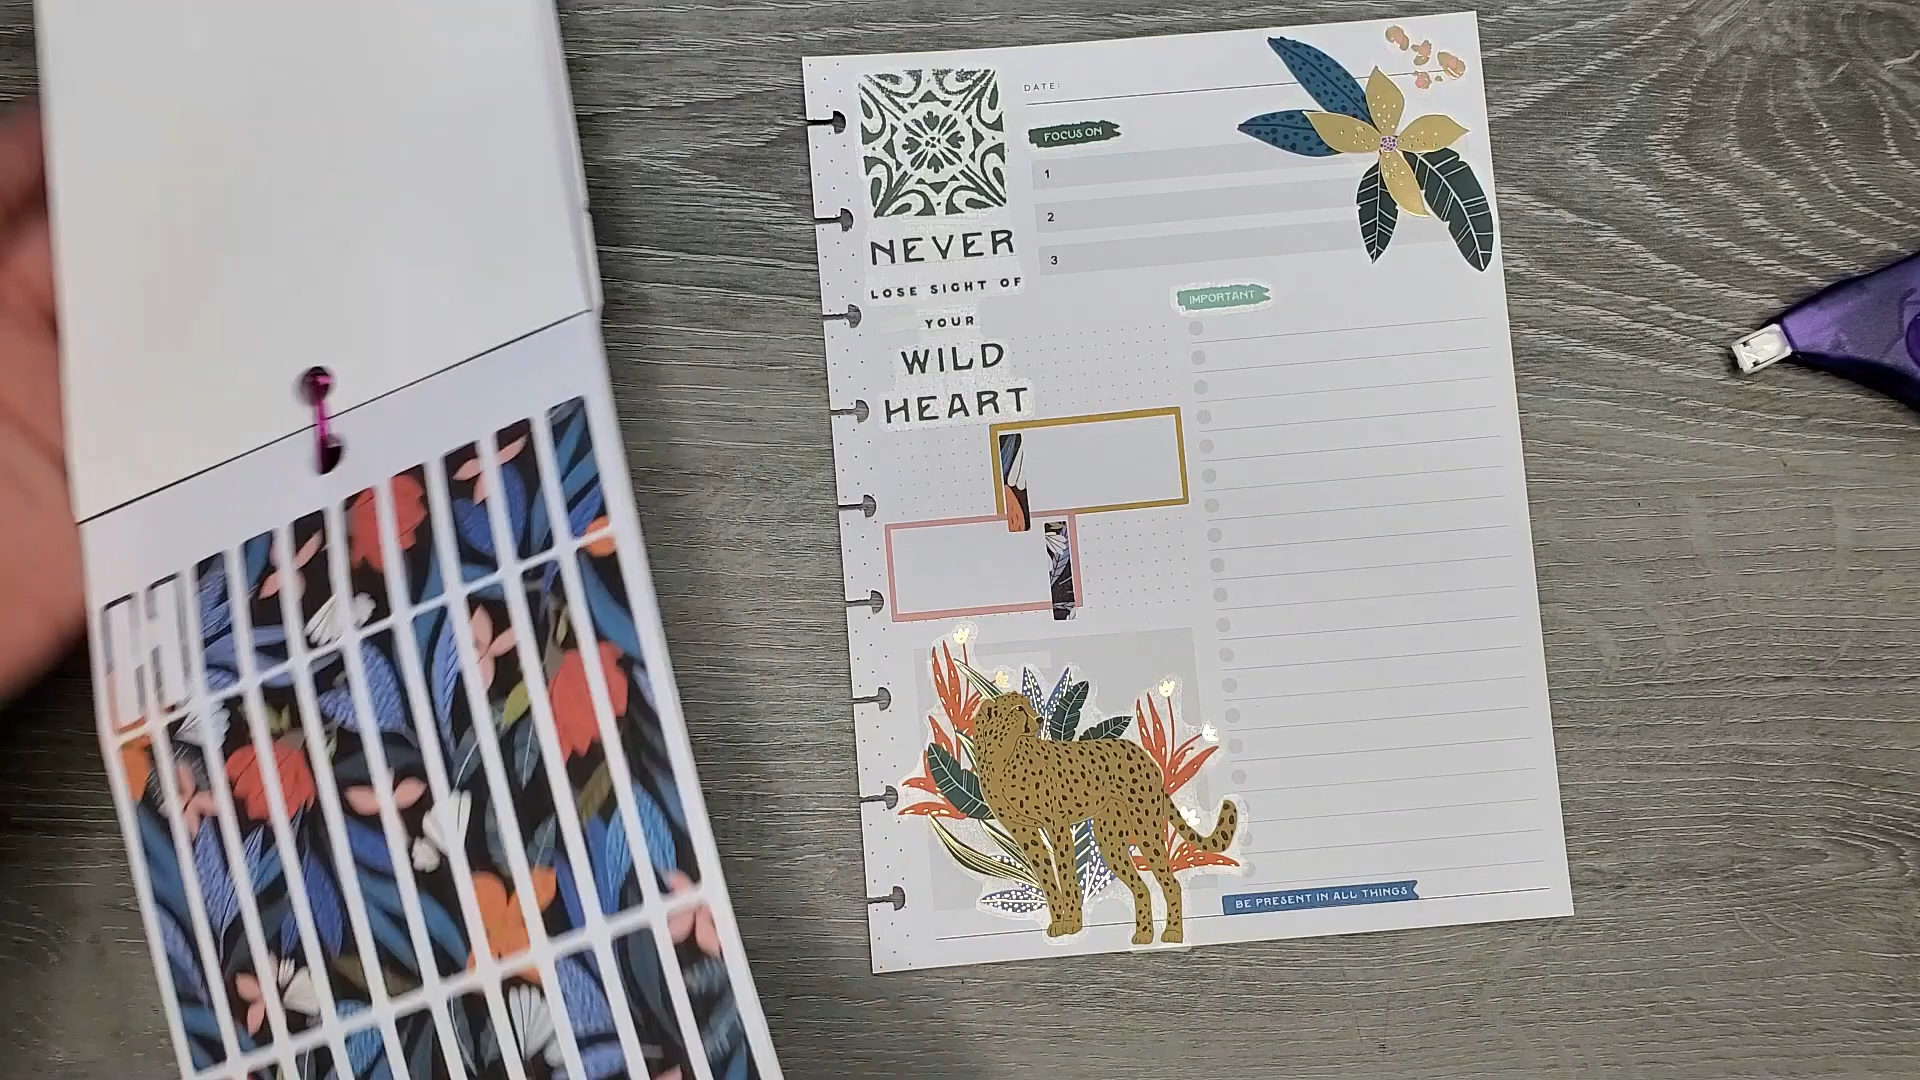 DATE:
FOCUS ON
1
2
3
NEVER
LOSE SIGHT OF
YOUR
WILD
HEART
IMPORTANT
BE PRESENT IN ALL THINGS